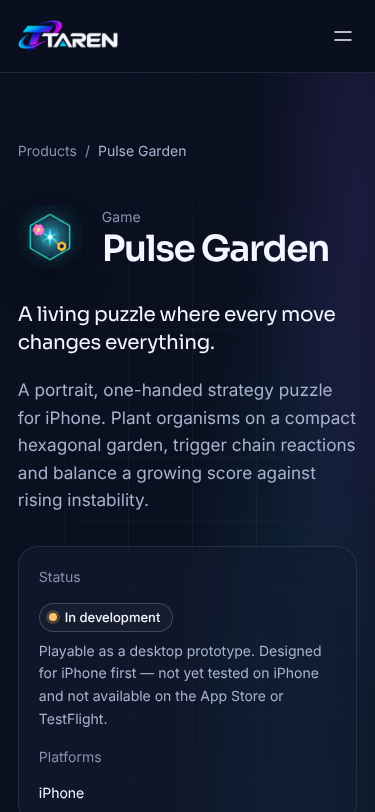 TAREN
Products / Pulse Garden
Game
Pulse Garden
A living puzzle where every move
changes everything.
A portrait, one-handed strategy puzzle
for iPhone. Plant organisms on a compact
hexagonal garden, trigger chain reactions
and balance a growing score against
rising instability.
Status
In development
Playable as a desktop prototype. Designed
for iPhone first — not yet tested on iPhone
and not available on the App Store or
TestFlight.
Platforms
iPhone